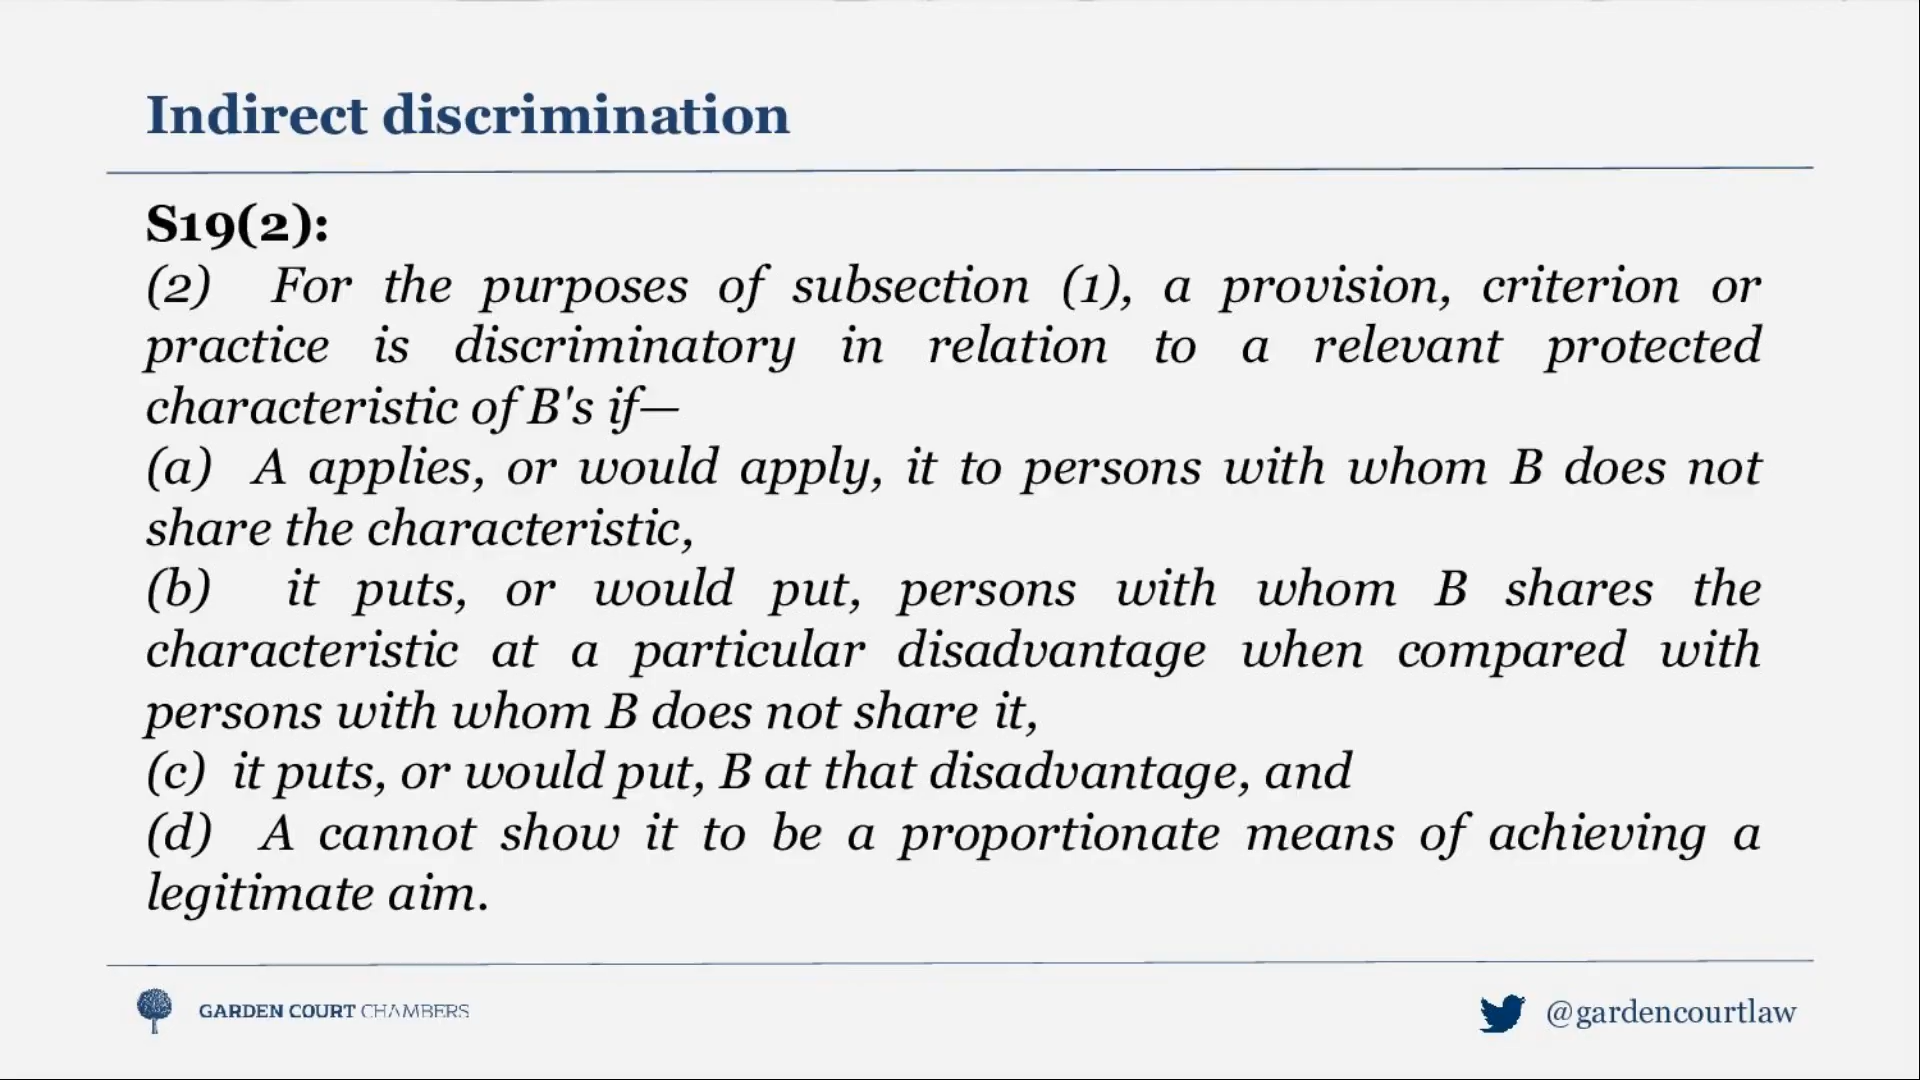 Indirect discrimination
S19(2):
(2) For the purposes of subsection (1), a provision, criterion or
practice is discriminatory in relation to a relevant protected
characteristic of B's if—
(a) A applies, or would apply, it to persons with whom B does not
share the characteristic,
(b) it puts, or would put, persons with whom B shares the
characteristic at a particular disadvantage when compared with
persons with whom B does not share it,
(c) it puts, or would put, B at that disadvantage, and
(d) A cannot show it to be a proportionate means of achieving a
legitimate aim.
GARDEN COURT CHAMBERS
@gardencourtlaw